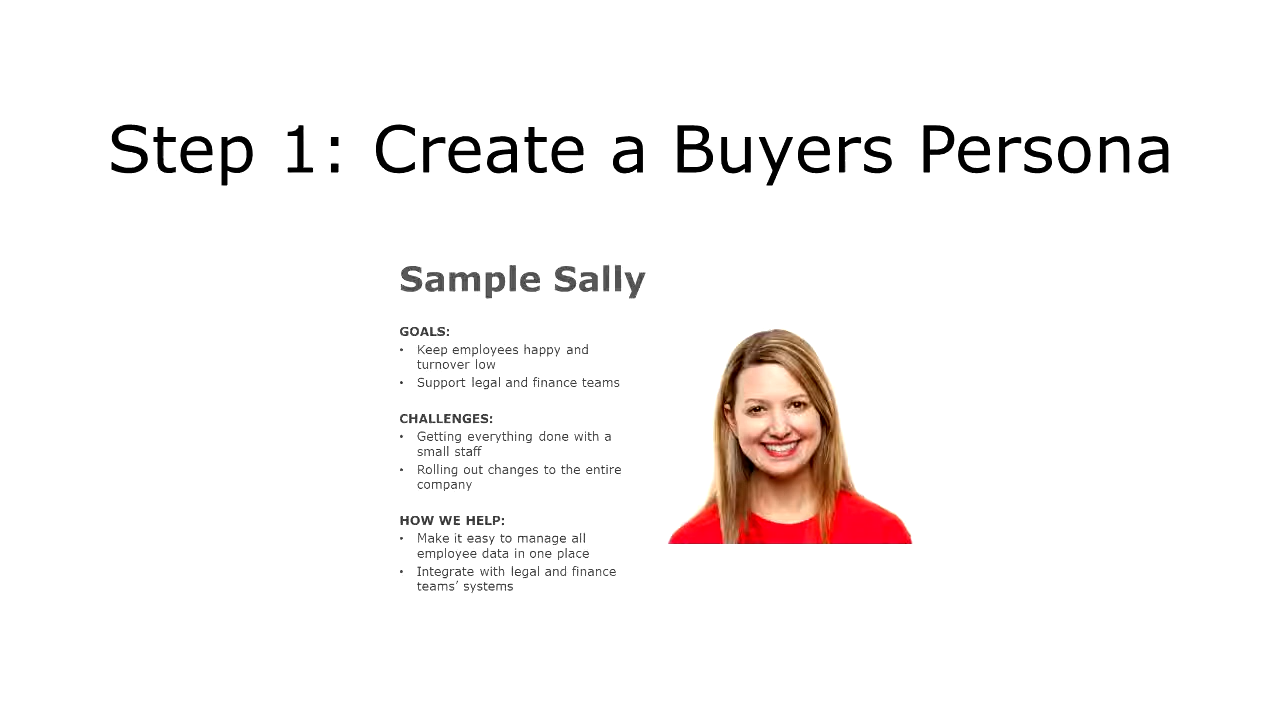 Step 1: Create a Buyers Persona
Sample Sally
GOALS:
• Keep employees happy and
turnover low
• Support legal and finance teams
CHALLENGES:
• Getting everything done with a
small staff
• Rolling out changes to the entire
company
HOW WE HELP:
• Make it easy to manage all
employee data in one place
• Integrate with legal and finance
teams’ systems